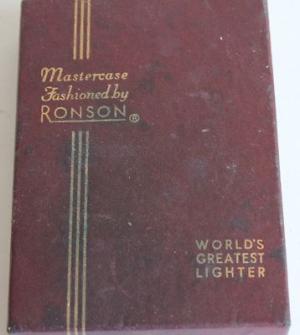 Mastercase
Fashioned by
RONSON ®
WORLD'S
GREATEST
LIGHTER